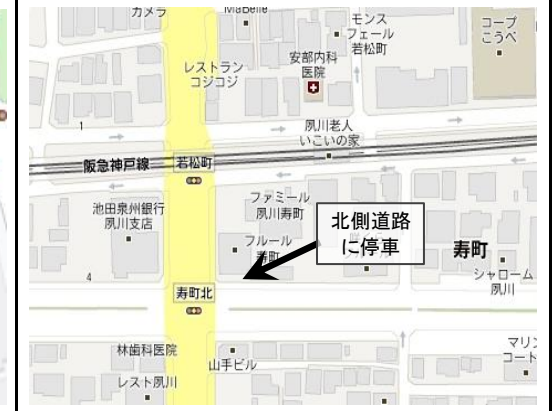 カメラ
MaBelle
モンス
フェール
若松町
コープ
こうべ
レストラン
コジコジ
安部内科
医院
夙川老人
いこいの家
1
阪急神戸線
若松町
池田泉州銀行
夙川支店
ファミール
夙川寿町
北側道路
に停車
フルール
寿町
寿町
シャローム
夙川
4
寿町北
林歯科医院
山手ビル
レスト夙川
マリン
コート